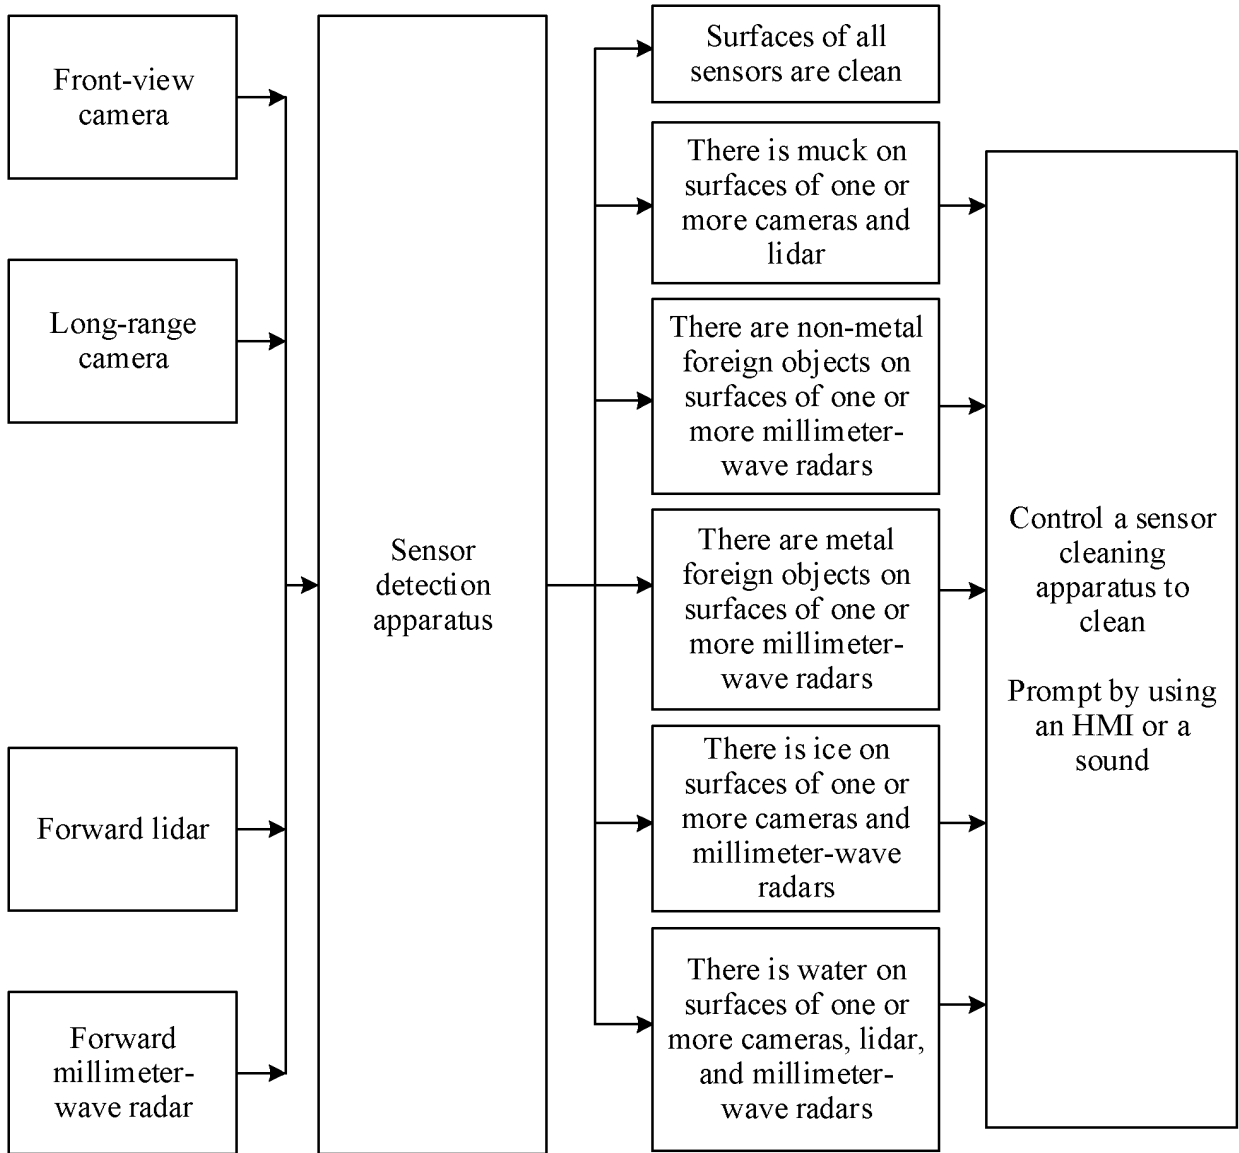 Front-view
camera
Long-range
camera
Forward lidar
Forward
millimeter-
wave radar
Sensor
detection
apparatus
Surfaces of all
sensors are clean
There is muck on
surfaces of one or
more cameras and
lidar
There are non-metal
foreign objects on
surfaces of one or
more millimeter-
wave radars
There are metal
foreign objects on
surfaces of one or
more millimeter-
wave radars
There is ice on
surfaces of one or
more cameras and
millimeter-wave
radars
There is water on
surfaces of one or
more cameras, lidar,
and millimeter-
wave radars
Control a sensor
cleaning
apparatus to
clean
Prompt by using
an HMI or a
sound